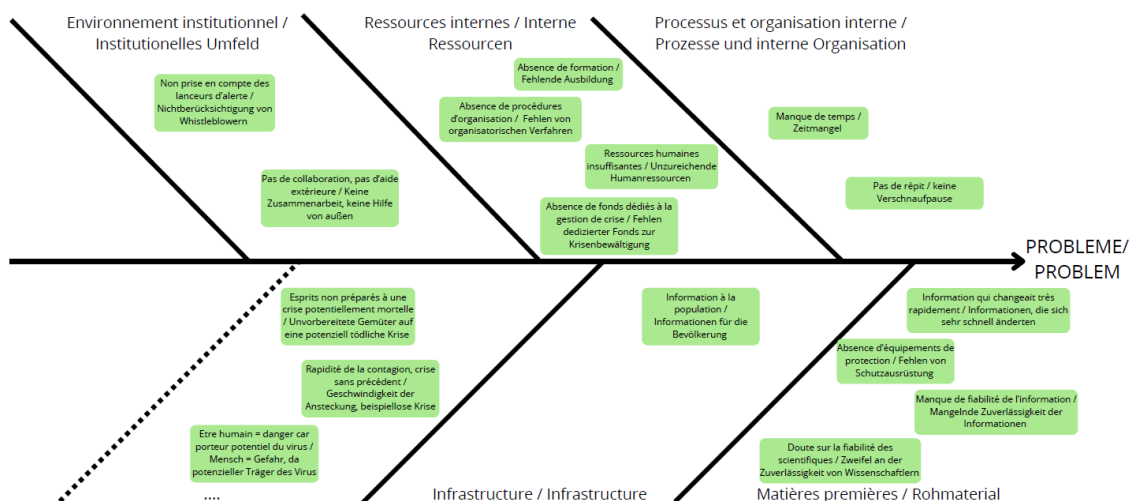 Environnement institutionnel /
Institutionelles Umfeld
Non prise en compte des
lanceurs d'alerte /
Nichtberücksichtigung von
Whistleblowern
Pas de collaboration, pas d'aide
extérieure / Keine
Zusammenarbeit, keine Hilfe
von außen
Ressources internes / Interne
Ressourcen
Absence de formation /
Fehlende Ausbildung
Absence de procédures
d'organisation / Fehlen von
organisatorischen Verfahren
Ressources humaines
insuffisantes / Unzureichende
Humanressourcen
Absence de fonds dédiés à la
gestion de crise / Fehlen
dedizierter Fonds zur
Krisenbewältigung
Processus et organisation interne /
Prozesse und interne Organisation
Manque de temps /
Zeitmangel
Pas de répit / keine
Verschnaufpause
PROBLEME/
PROBLEM
Esprits non préparés à une
crise potentiellement mortelle
/ Unvorbereitete Gemüter auf
eine potenziell tödliche Krise
Rapidité de la contagion, crise
sans précédent /
Geschwindigkeit der
Ansteckung, beispiellose Krise
Etre humain = danger car
porteur potentiel du virus /
Mensch = Gefahr, da
potenzieller Träger des Virus
....
Information à la
population /
Informationen für die
Bevölkerung
Infrastructure / Infrastructure
Information qui changeait très
rapidement / Informationen, die sich
sehr schnell änderten
Absence d'équipements de
protection / Fehlen von
Schutzausrüstung
Manque de fiabilité de l'information /
Mangelnde Zuverlässigkeit der
Informationen
Doute sur la fiabilité des
scientifiques / Zweifel an der
Zuverlässigkeit von Wissenschaftlern
Matières premières / Rohmaterial